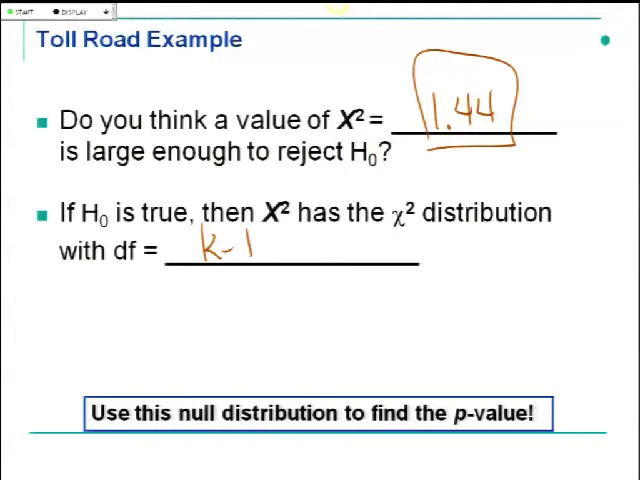 START DISPLAY
Toll Road Example
Do you think a value of X² = 1.44
is large enough to reject H₀?
If H₀ is true, then X² has the χ² distribution
with df = k-1
Use this null distribution to find the p-value!